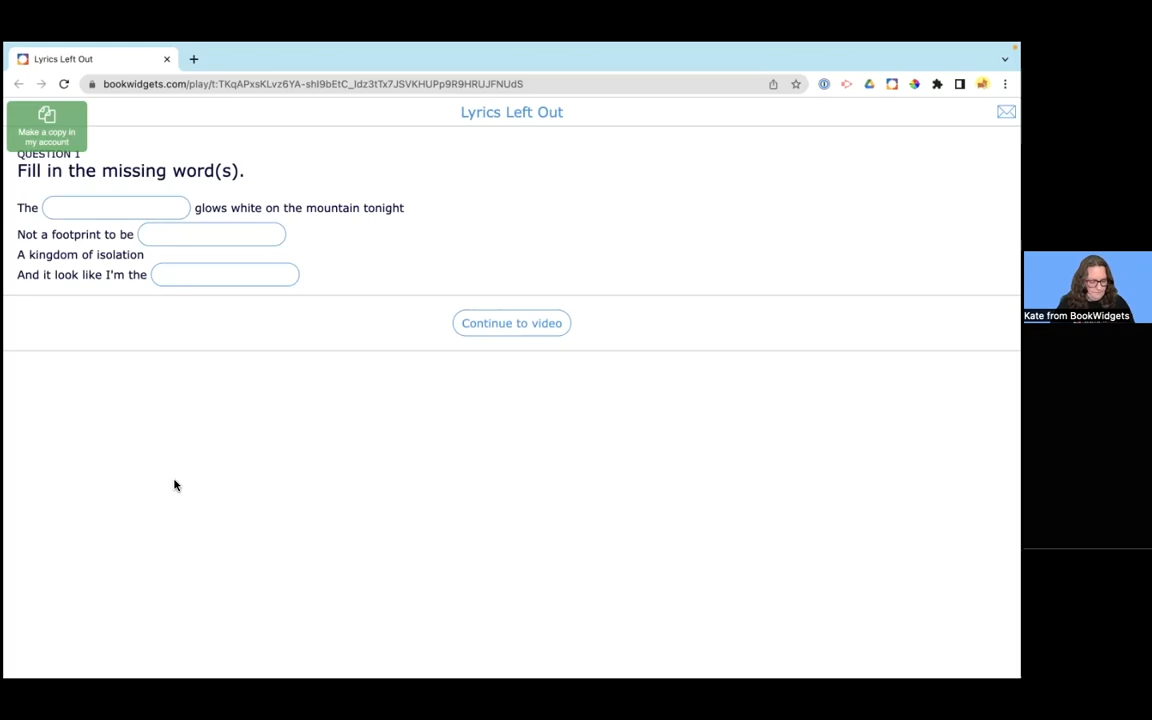 Lyrics Left Out
bookwidgets.com/play/t:TKqAPxsKLvz6YA-shI9bEtC_Idz3tTx7JSVKHUPp9R9HRUJFNUdS
Make a copy in
my account
Lyrics Left Out
QUESTION 1
Fill in the missing word(s).
The glows white on the mountain tonight
Not a footprint to be
A kingdom of isolation
And it look like I'm the
Continue to video
Kate from BookWidgets